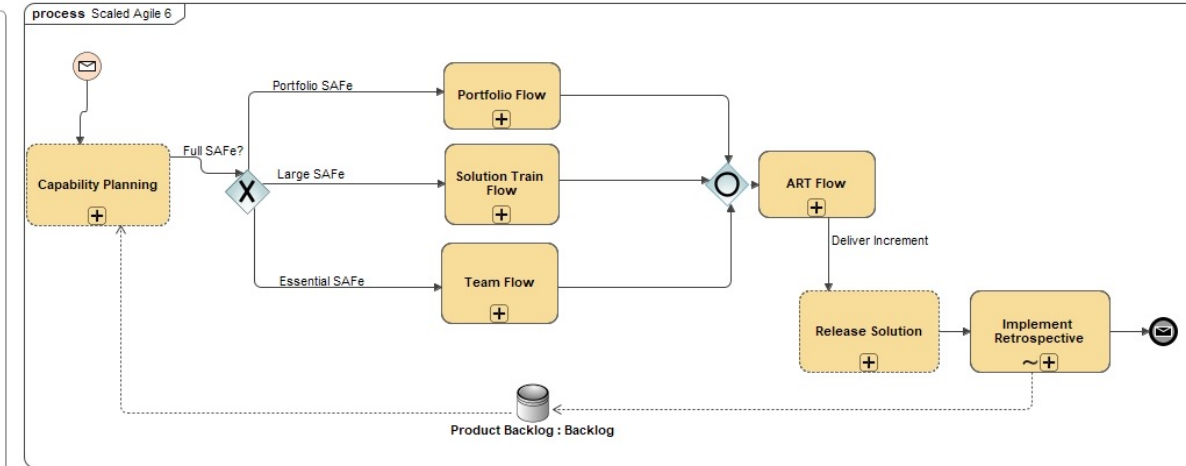 process Scaled Agile 6
Portfolio SAFe
Portfolio Flow
Full SAFe?
Capability Planning
X
Large SAFe
Solution Train
Flow
ART Flow
Deliver Increment
Essential SAFe
Team Flow
Release Solution
Implement
Retrospective
Product Backlog : Backlog